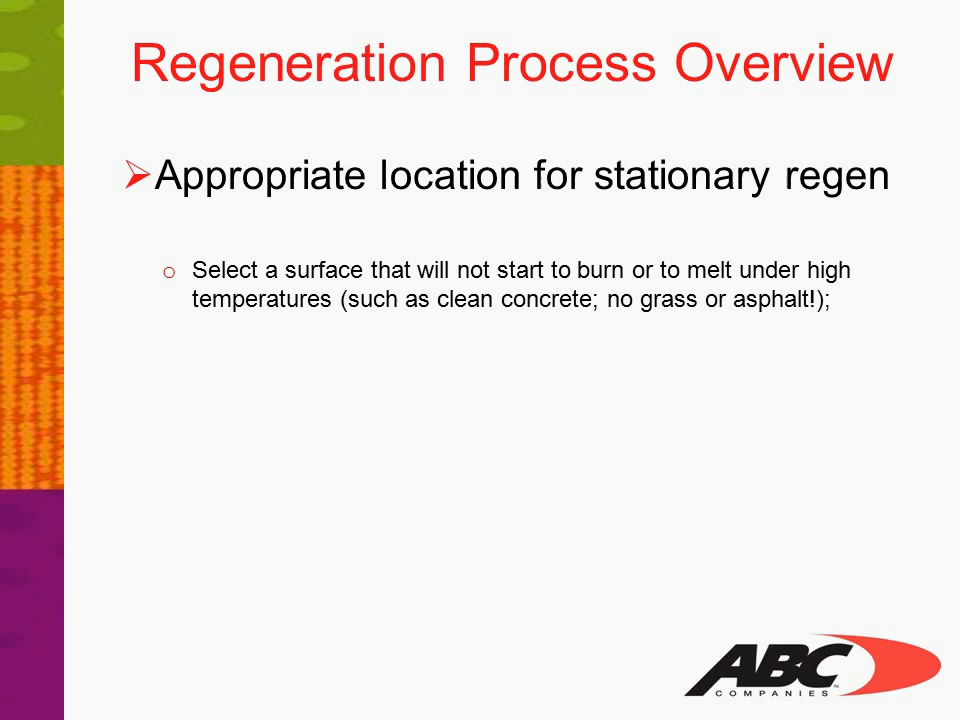 Regeneration Process Overview
Appropriate location for stationary regen
Select a surface that will not start to burn or to melt under high
temperatures (such as clean concrete; no grass or asphalt!);
ABC
COMPANIES™